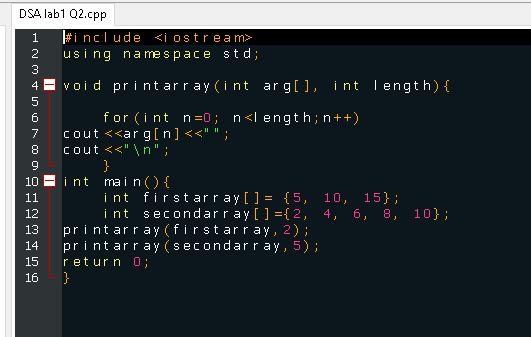 DSA lab1 Q2.cpp
1 #include <iostream>
2 using namespace std;
3
4 void printarray(int arg[], int length){
5
6 for(int n=0; n<length;n++)
7 cout<<arg[n]<<"";
8 cout<<"\n";
9 }
10 int main(){
11 int firstarray[]= {5, 10, 15};
12 int secondarray[]={2, 4, 6, 8, 10};
13 printarray(firstarray,2);
14 printarray(secondarray,5);
15 return 0;
16 }